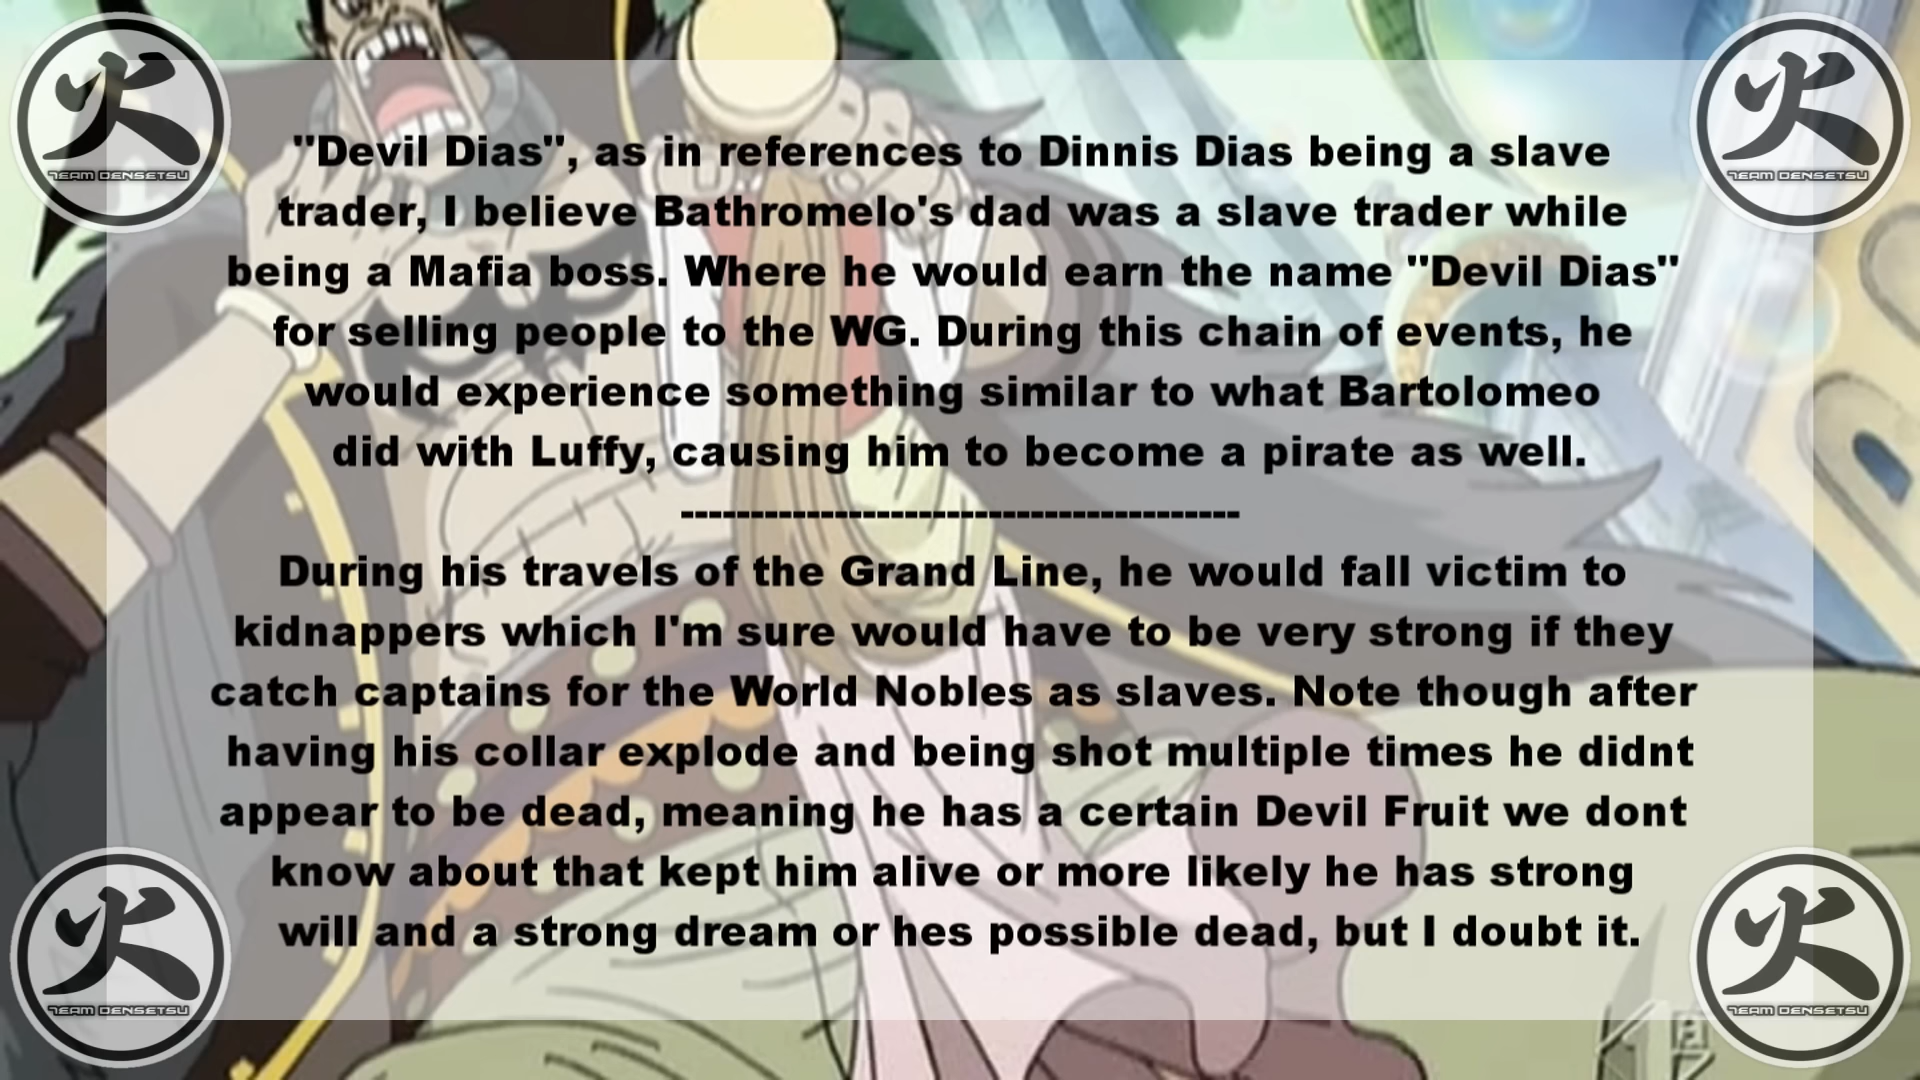 火
TEAM DENSETSU
火
TEAM DENSETSU
"Devil Dias", as in references to Dinnis Dias being a slave
trader, I believe Bathromelo's dad was a slave trader while
being a Mafia boss. Where he would earn the name "Devil Dias"
for selling people to the WG. During this chain of events, he
would experience something similar to what Bartolomeo
did with Luffy, causing him to become a pirate as well.
----------------------------------------
During his travels of the Grand Line, he would fall victim to
kidnappers which I'm sure would have to be very strong if they
catch captains for the World Nobles as slaves. Note though after
having his collar explode and being shot multiple times he didnt
appear to be dead, meaning he has a certain Devil Fruit we dont
know about that kept him alive or more likely he has strong
will and a strong dream or hes possible dead, but I doubt it.
火
TEAM DENSETSU
火
TEAM DENSETSU